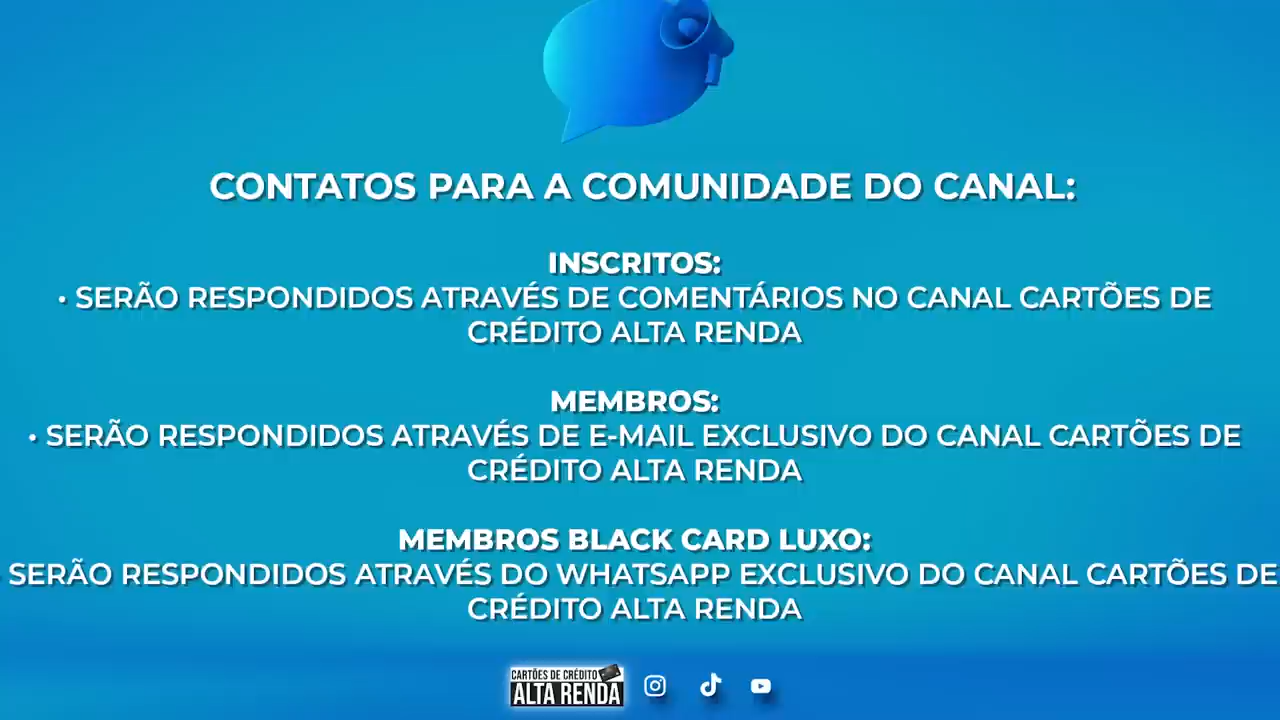 CONTATOS PARA A COMUNIDADE DO CANAL:
INSCRITOS:
• SERÃO RESPONDIDOS ATRAVÉS DE COMENTÁRIOS NO CANAL CARTÕES DE
CRÉDITO ALTA RENDA
MEMBROS:
• SERÃO RESPONDIDOS ATRAVÉS DE E-MAIL EXCLUSIVO DO CANAL CARTÕES DE
CRÉDITO ALTA RENDA
MEMBROS BLACK CARD LUXO:
SERÃO RESPONDIDOS ATRAVÉS DO WHATSAPP EXCLUSIVO DO CANAL CARTÕES DE
CRÉDITO ALTA RENDA
CARTÕES DE CRÉDITO
ALTA RENDA